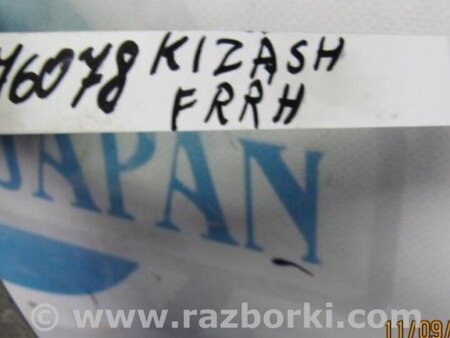 46078 KIZASH
FRRH
JAPAN
www.razborki.com
11/09/